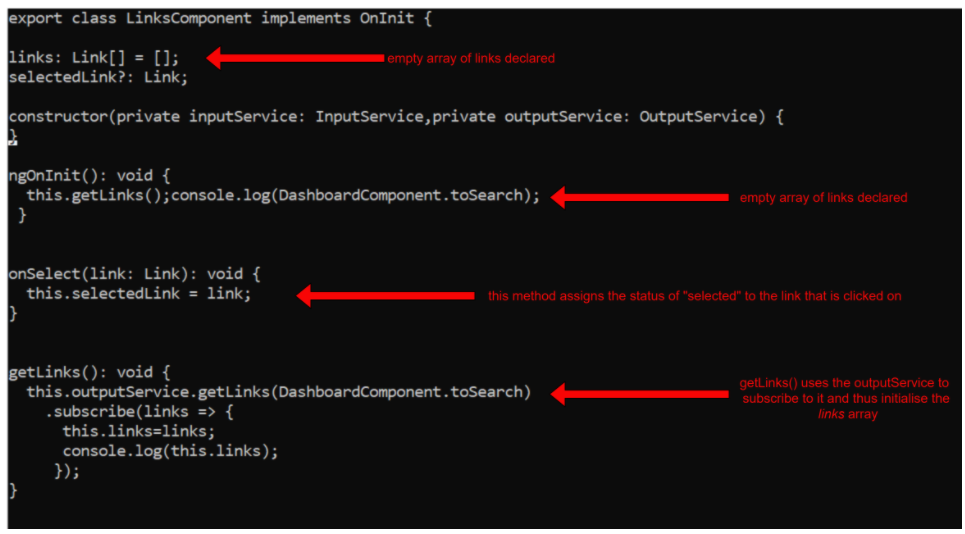 export class LinksComponent implements OnInit {
links: Link[] = [];
empty array of links declared
selectedLink?: Link;
constructor(private inputService: InputService,private outputService: OutputService) {
}
ngOnInit(): void {
this.getLinks();console.log(DashboardComponent.toSearch);
empty array of links declared
}
onSelect(link: Link): void {
this.selectedLink = link;
this method assigns the status of "selected" to the link that is clicked on
}
getLinks(): void {
this.outputService.getLinks(DashboardComponent.toSearch)
.subscribe(links => {
this.links=links;
console.log(this.links);
});
}
getLinks() uses the outputService to
subscribe to it and thus initialise the
links array